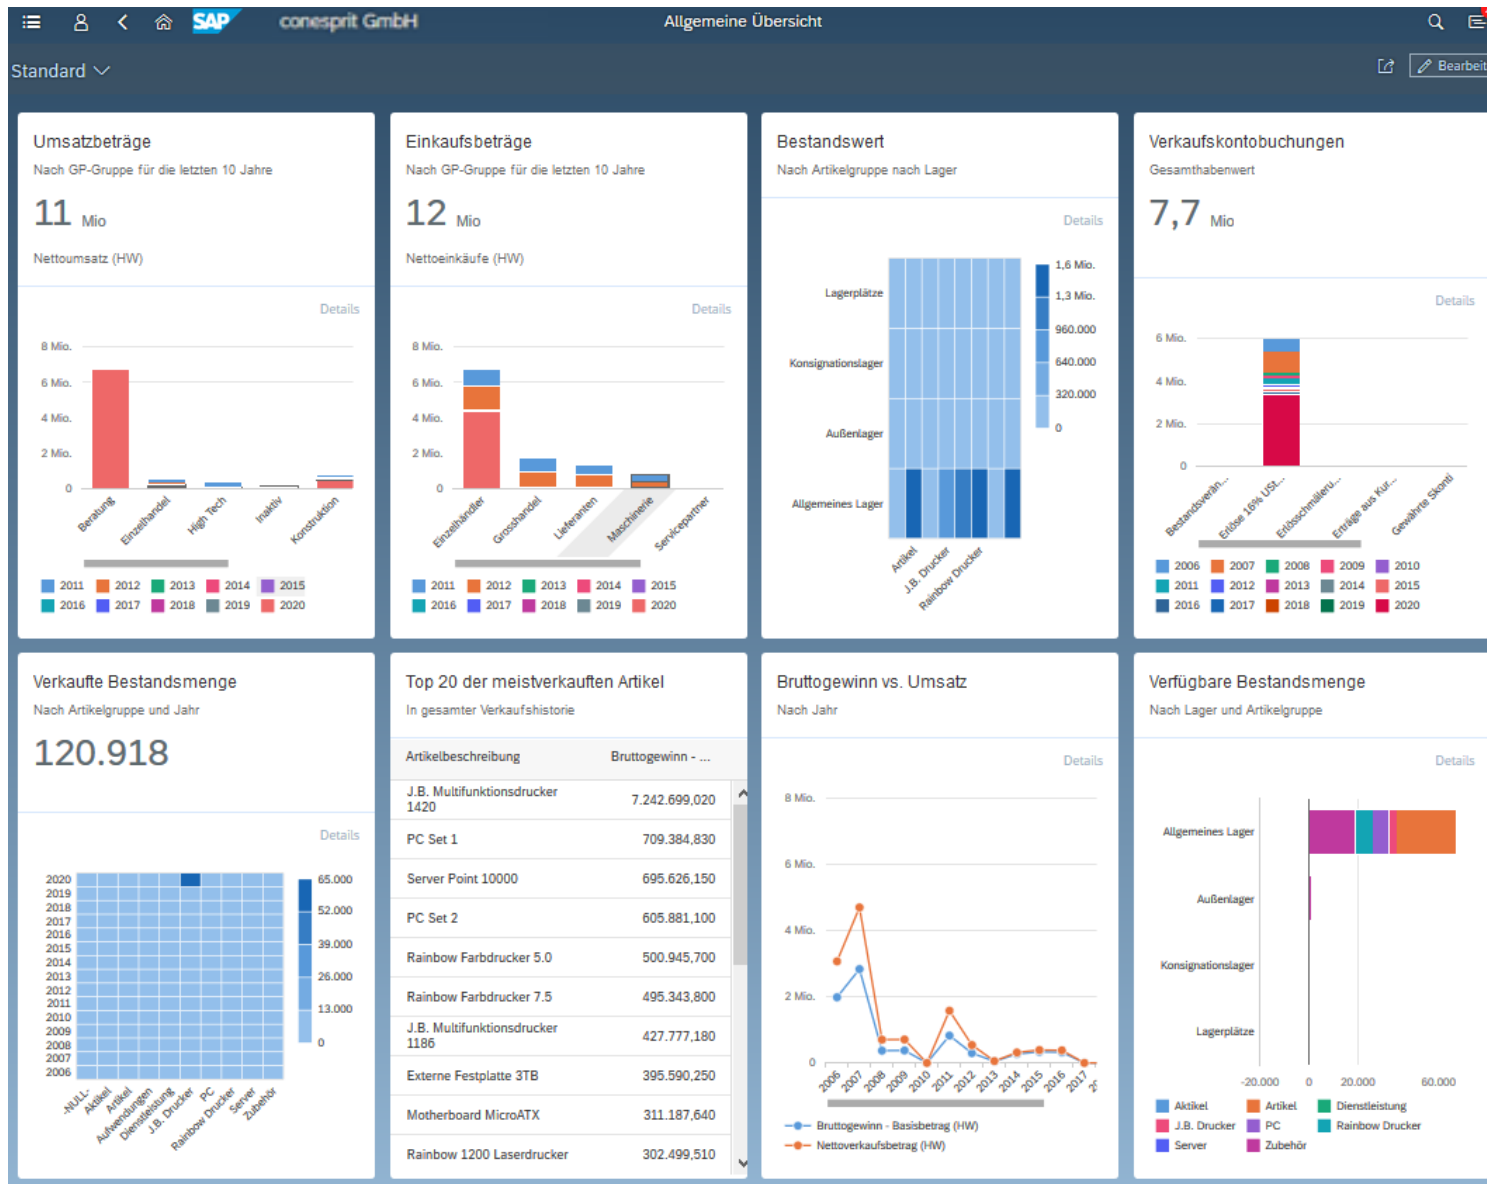 SAP
conesprit GmbH
Allgemeine Übersicht
Standard
Bearbeit
Umsatzbeträge
Nach GP-Gruppe für die letzten 10 Jahre
11 Mio
Nettoumsatz (HW)
Details
8 Mio.
6 Mio.
4 Mio.
2 Mio.
0
Beratung
Einzelhandel
High Tech
Inaktiv
Konstruktion
2011 2012 2013 2014 2015
2016 2017 2018 2019 2020
Einkaufsbeträge
Nach GP-Gruppe für die letzten 10 Jahre
12 Mio
Nettoeinkäufe (HW)
Details
8 Mio.
6 Mio.
4 Mio.
2 Mio.
0
Einzelhändler
Grosshandel
Lieferanten
Maschinerie
Servicepartner
2011 2012 2013 2014 2015
2016 2017 2018 2019 2020
Bestandswert
Nach Artikelgruppe nach Lager
Details
Lagerplätze
Konsignationslager
Außenlager
Allgemeines Lager
Artikel
J.B. Drucker
Rainbow Drucker
1,6 Mio.
1,3 Mio.
960.000
640.000
320.000
0
Verkaufskontobuchungen
Gesamthabenwert
7,7 Mio
Details
6 Mio.
4 Mio.
2 Mio.
0
Bestandsverän...
Erlöse 16% USt...
Erlösschmäleru...
Erträge aus Kur...
Gewährte Skonti
2006 2007 2008 2009 2010
2011 2012 2013 2014 2015
2016 2017 2018 2019 2020
Verkaufte Bestandsmenge
Nach Artikelgruppe und Jahr
120.918
Details
2020
2019
2018
2017
2016
2015
2014
2013
2012
2011
2010
2009
2008
2007
2006
-NULL-
Aktikel
Artikel
Aufwendungen
Dienstleistung
J.B. Drucker
PC
Rainbow Drucker
Server
Zubehör
65.000
52.000
39.000
26.000
13.000
0
Top 20 der meistverkauften Artikel
In gesamter Verkaufshistorie
Artikelbeschreibung Bruttogewinn - ...
J.B. Multifunktionsdrucker
1420 7.242.699,020
PC Set 1 709.384,830
Server Point 10000 695.626,150
PC Set 2 605.881,100
Rainbow Farbdrucker 5.0 500.945,700
Rainbow Farbdrucker 7.5 495.343,800
J.B. Multifunktionsdrucker
1186 427.777,180
Externe Festplatte 3TB 395.590,250
Motherboard MicroATX 311.187,640
Rainbow 1200 Laserdrucker 302.499,510
Bruttogewinn vs. Umsatz
Nach Jahr
Details
8 Mio.
6 Mio.
4 Mio.
2 Mio.
0
2006 2007 2008 2009 2010 2011 2012 2013 2014 2015 2016 2017
Bruttogewinn - Basisbetrag (HW)
Nettoverkaufsbetrag (HW)
Verfügbare Bestandsmenge
Nach Lager und Artikelgruppe
Details
Allgemeines Lager
Außenlager
Konsignationslager
Lagerplätze
-20.000 0 20.000 60.000
Aktikel Artikel Dienstleistung
J.B. Drucker PC Rainbow Drucker
Server Zubehör